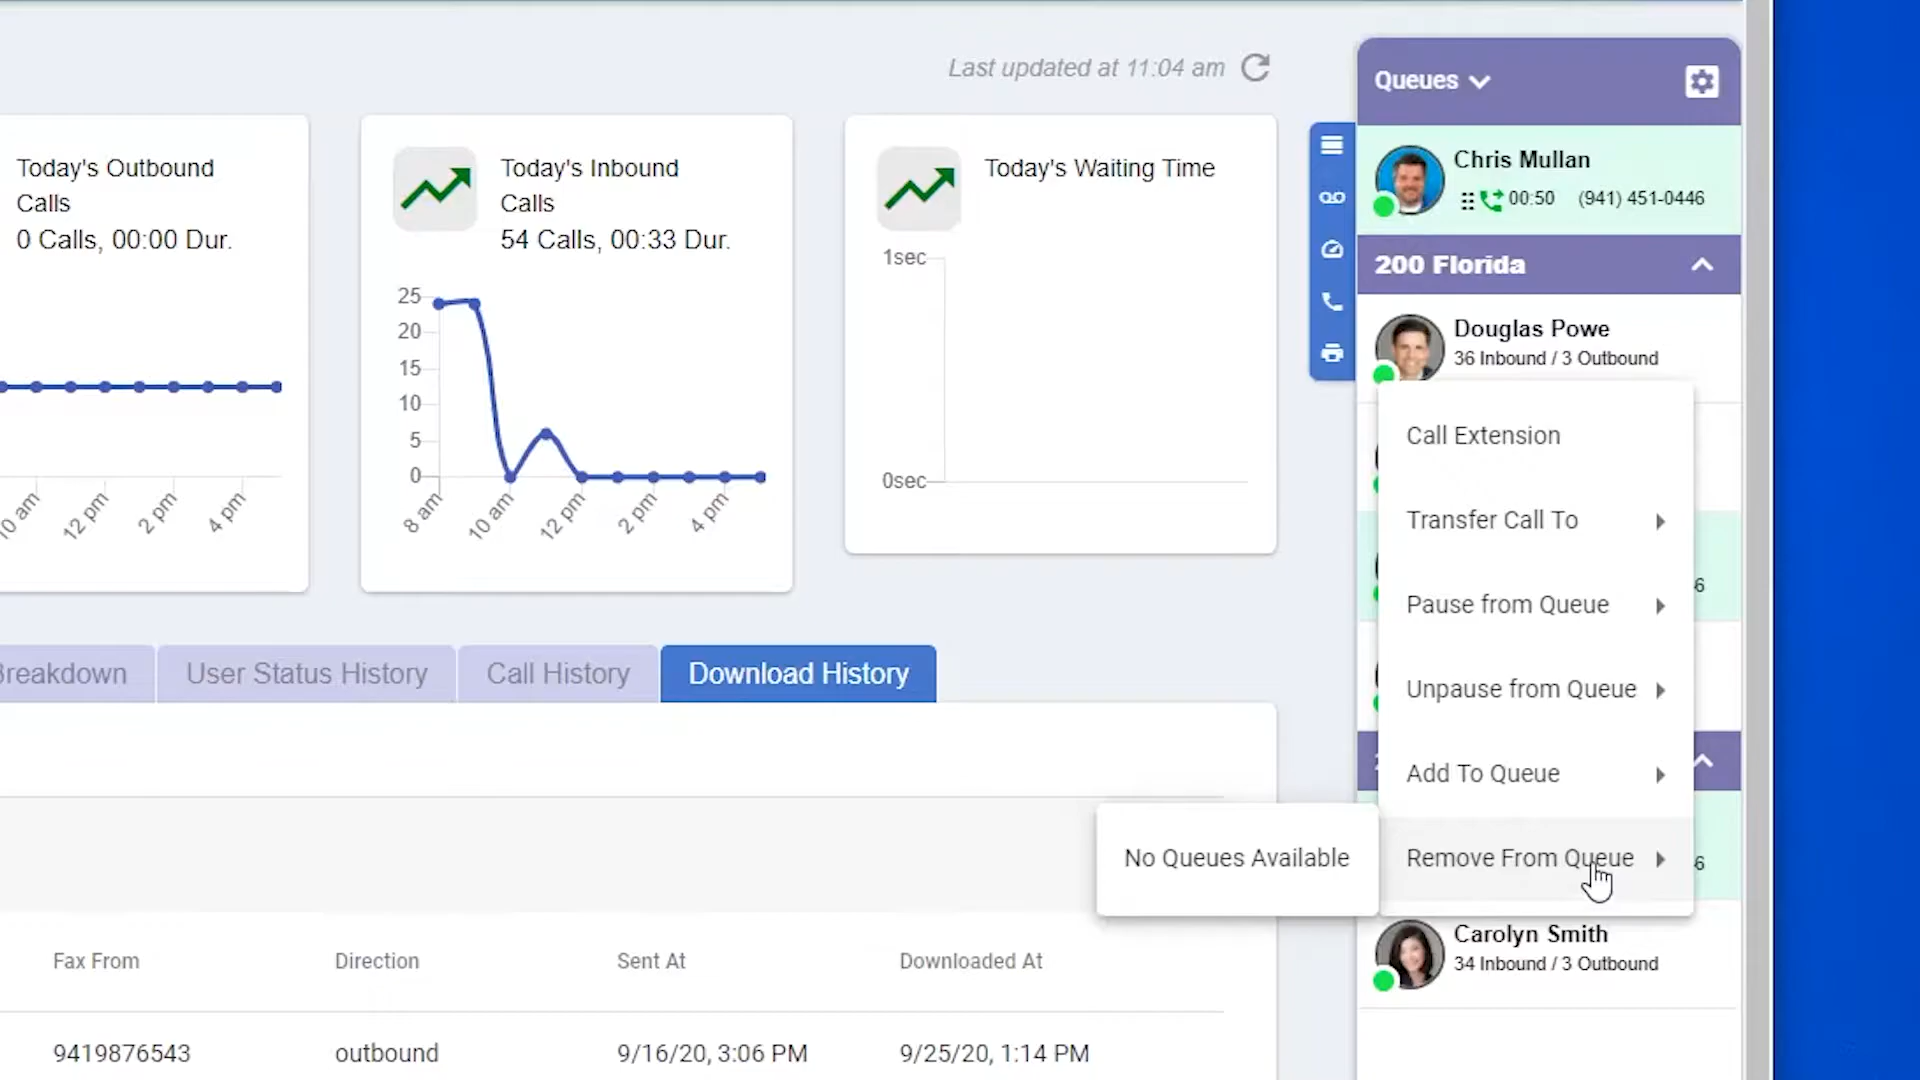 Last updated at 11:04 am
Queues
Chris Mullan
00:50 (941) 451-0446
200 Florida
Douglas Powe
36 Inbound / 3 Outbound
Today's Outbound
Calls
0 Calls, 00:00 Dur.
10 am
12 pm
2 pm
4 pm
Today's Inbound
Calls
54 Calls, 00:33 Dur.
25
20
15
10
5
0
8 am
10 am
12 pm
2 pm
4 pm
Today's Waiting Time
1sec
0sec
Call Extension
Transfer Call To
Pause from Queue
Unpause from Queue
Add To Queue
Remove From Queue
No Queues Available
6
6
Carolyn Smith
34 Inbound / 3 Outbound
Breakdown
User Status History
Call History
Download History
Fax From
Direction
Sent At
Downloaded At
9419876543
outbound
9/16/20, 3:06 PM
9/25/20, 1:14 PM